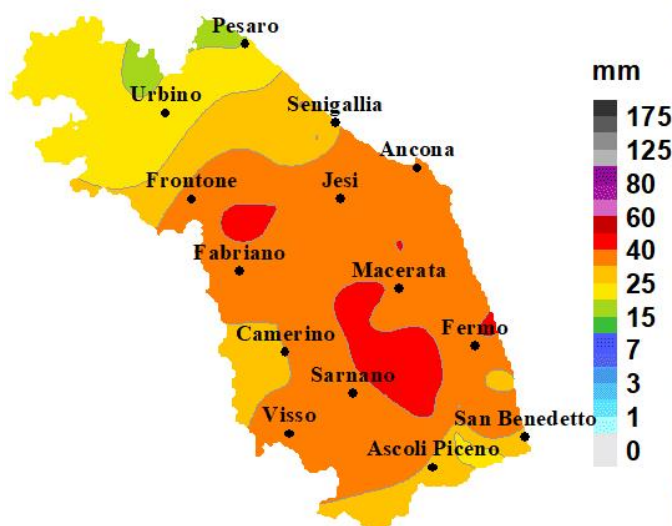 Pesaro
Urbino
Senigallia
Ancona
Frontone
Jesi
Fabriano
Macerata
Camerino
Fermo
Sarnano
Visso
San Benedetto
Ascoli Piceno
mm
175
125
80
60
40
25
15
7
3
1
0